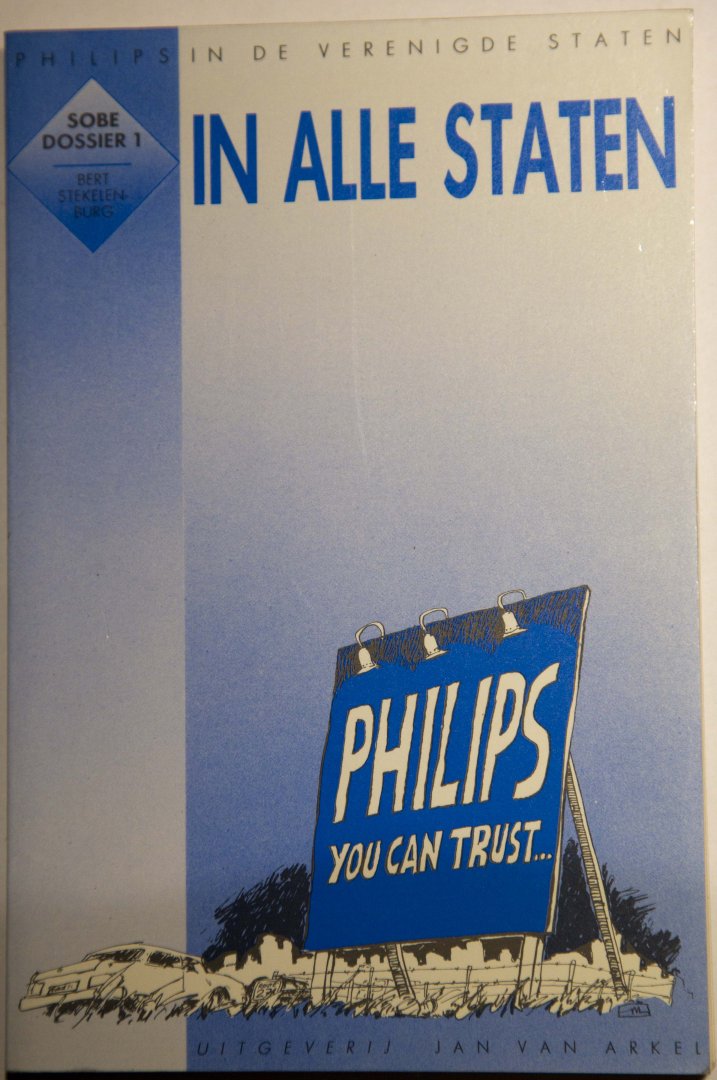 PHILIPS IN DE VERENIGDE STATEN
SOBE
DOSSIER 1
BERT
STEKELEN-
BURG
IN ALLE STATEN
PHILIPS
YOU CAN TRUST...
UITGEVERIJ JAN VAN ARKEL